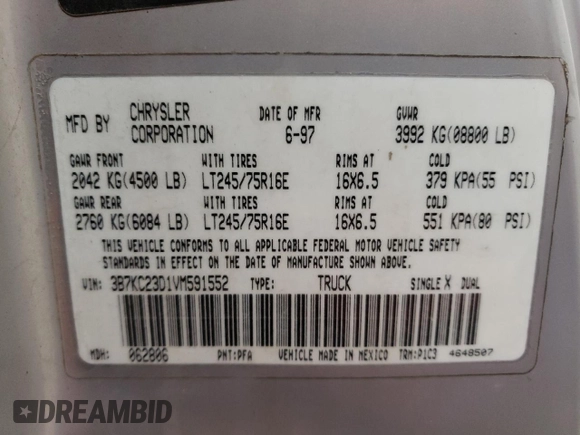 MFD BY CHRYSLER CORPORATION DATE OF MFR 6-97 GVWR 3992 KG(08800 LB)
GAWR FRONT WITH TIRES RIMS AT COLD
2042 KG(4500 LB) LT245/75R16E 16X6.5 379 KPA(55 PSI)
GAWR REAR WITH TIRES RIMS AT COLD
2760 KG(6084 LB) LT245/75R16E 16X6.5 551 KPA(80 PSI)
THIS VEHICLE CONFORMS TO ALL APPLICABLE FEDERAL MOTOR VEHICLE SAFETY
STANDARDS IN EFFECT ON THE DATE OF MANUFACTURE SHOWN ABOVE.
VIN: 3B7KC23D1VM591552 TYPE: TRUCK SINGLE X DUAL
MDH: 062806 PNT:PFA VEHICLE MADE IN MEXICO TRM:P1C3 4648507
DREAMBID